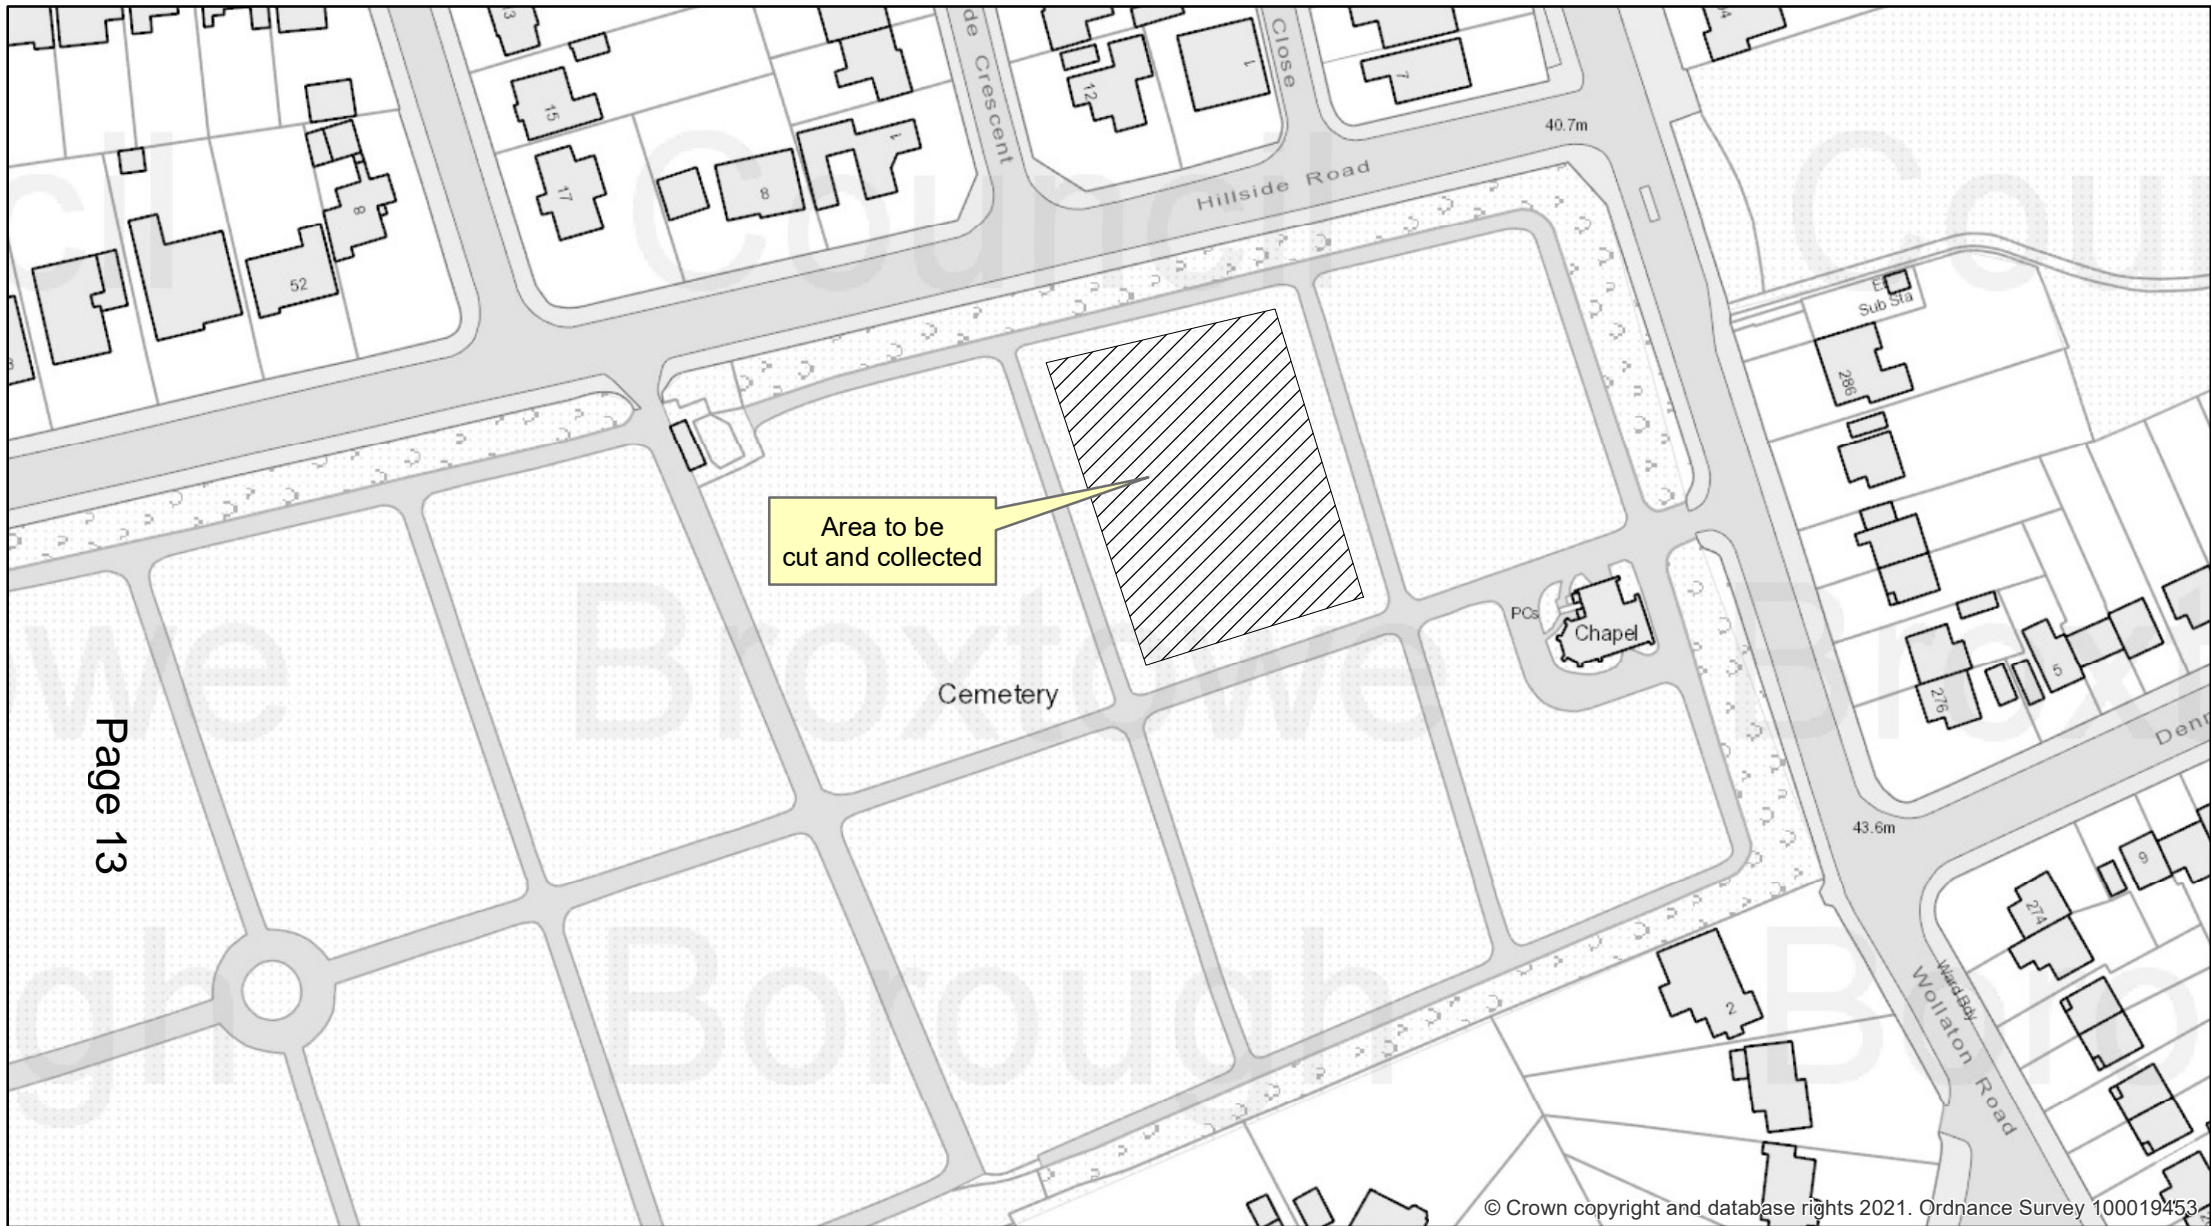 13
15
17
8
1
de Crescent
12
1
Close
7
40.7m
Hillside Road
8
52
Sub Sta
286
Area to be
cut and collected
PCs
Chapel
Cemetery
276
5
Page 13
43.6m
9
274
Ward Bdy
Wollaton Road
2
Council
Broxtowe
Borough
© Crown copyright and database rights 2021. Ordnance Survey 100019453